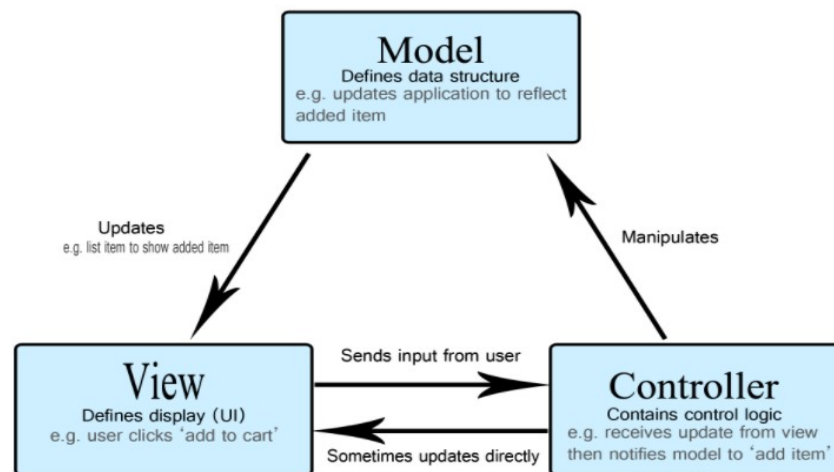 Model
Defines data structure
e.g. updates application to reflect
added item
Updates
e.g. list item to show added item
Manipulates
View
Defines display (UI)
e.g. user clicks ‘add to cart’
Sends input from user
Sometimes updates directly
Controller
Contains control logic
e.g. receives update from view
then notifies model to ‘add item’